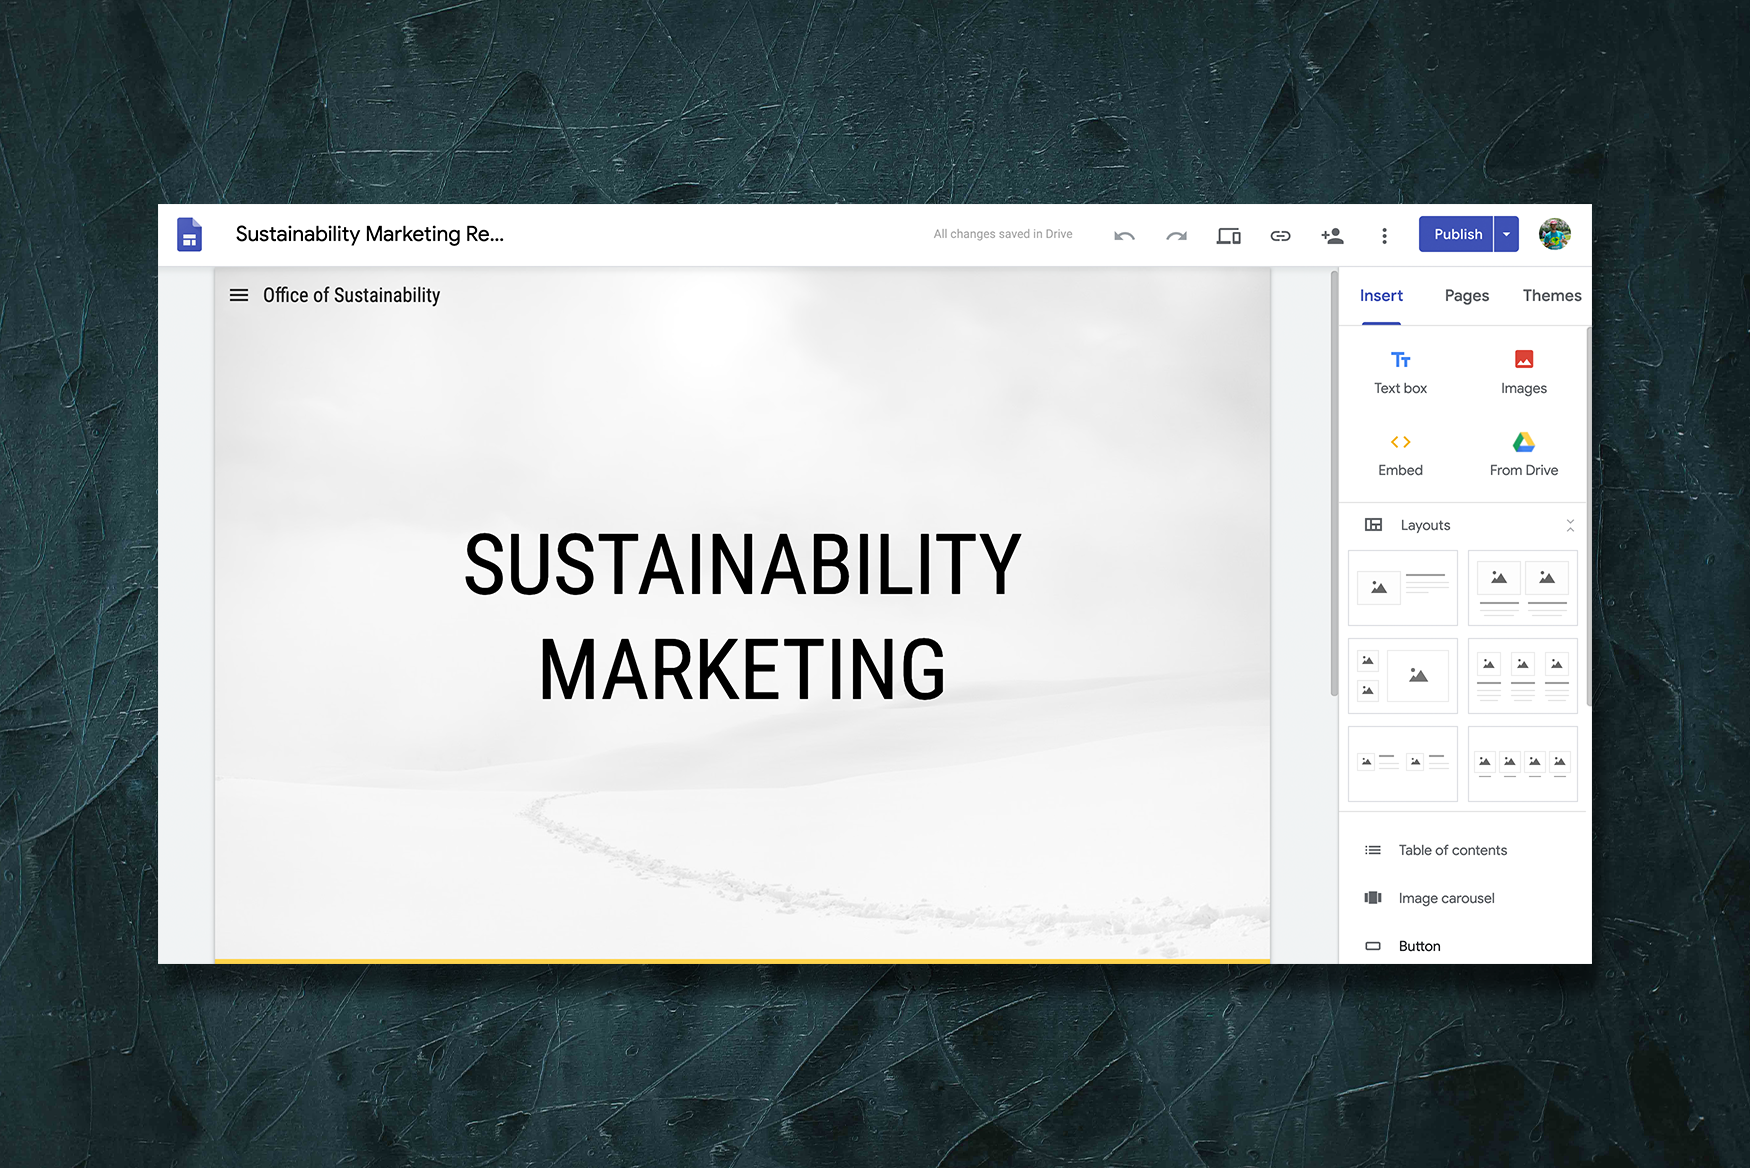 Sustainability Marketing Re...
All changes saved in Drive
Publish
Office of Sustainability
SUSTAINABILITY
MARKETING
Insert
Pages
Themes
Tt
Text box
Images
Embed
From Drive
Layouts
Table of contents
Image carousel
Button